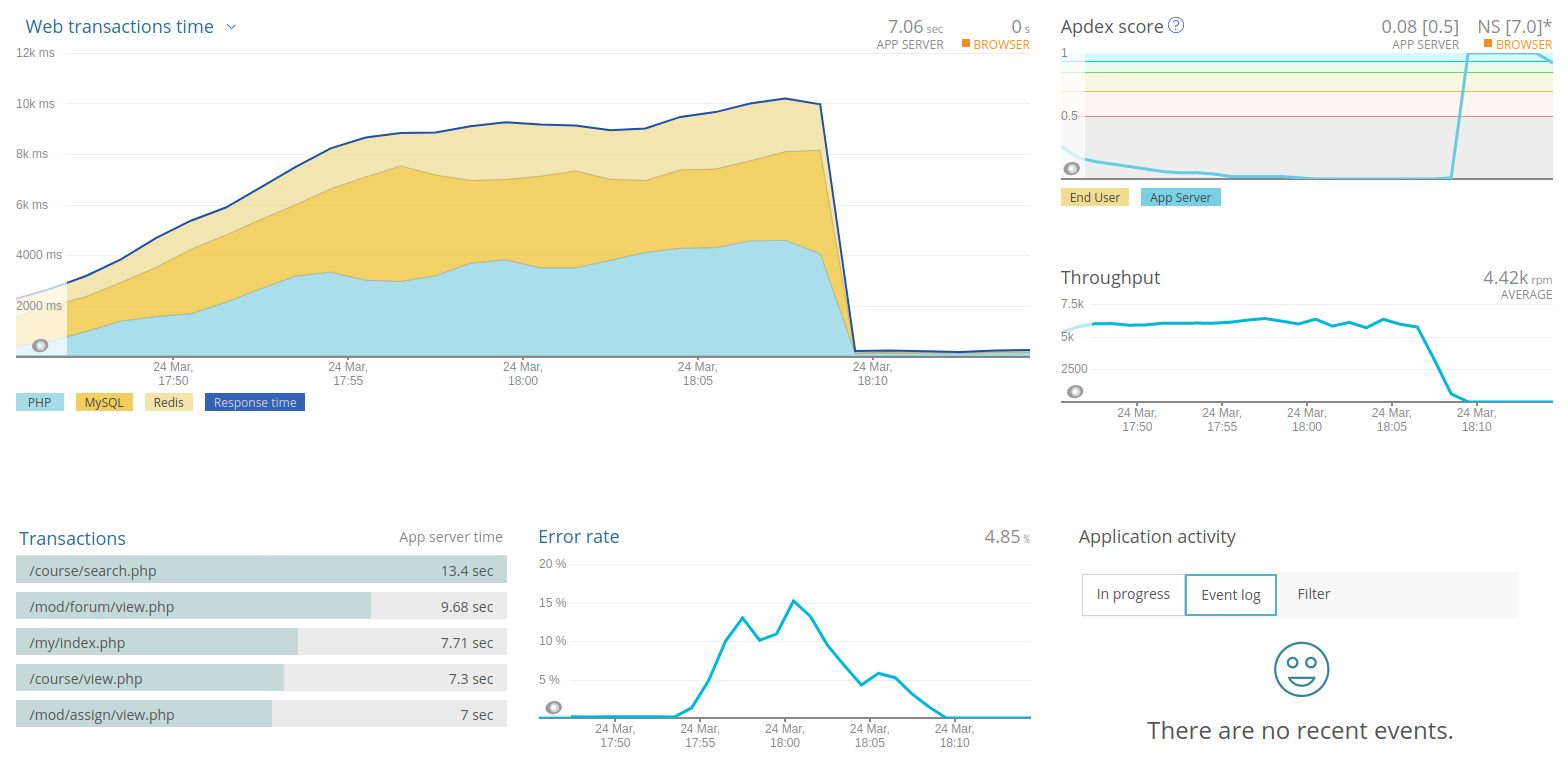 Web transactions time
7.06 sec
APP SERVER
0 s
BROWSER
12k ms
10k ms
8k ms
6k ms
4000 ms
2000 ms
24 Mar,
17:50
24 Mar,
17:55
24 Mar,
18:00
24 Mar,
18:05
24 Mar,
18:10
PHP
MySQL
Redis
Response time
Apdex score ?
0.08 [0.5]
APP SERVER
NS [7.0]*
BROWSER
1
0.5
End User
App Server
Throughput
4.42k rpm
AVERAGE
7.5k
5k
2500
24 Mar,
17:50
24 Mar,
17:55
24 Mar,
18:00
24 Mar,
18:05
24 Mar,
18:10
Transactions
App server time
/course/search.php 13.4 sec
/mod/forum/view.php 9.68 sec
/my/index.php 7.71 sec
/course/view.php 7.3 sec
/mod/assign/view.php 7 sec
Error rate
4.85 %
20 %
15 %
10 %
5 %
24 Mar,
17:50
24 Mar,
17:55
24 Mar,
18:00
24 Mar,
18:05
24 Mar,
18:10
Application activity
In progress
Event log
Filter
There are no recent events.